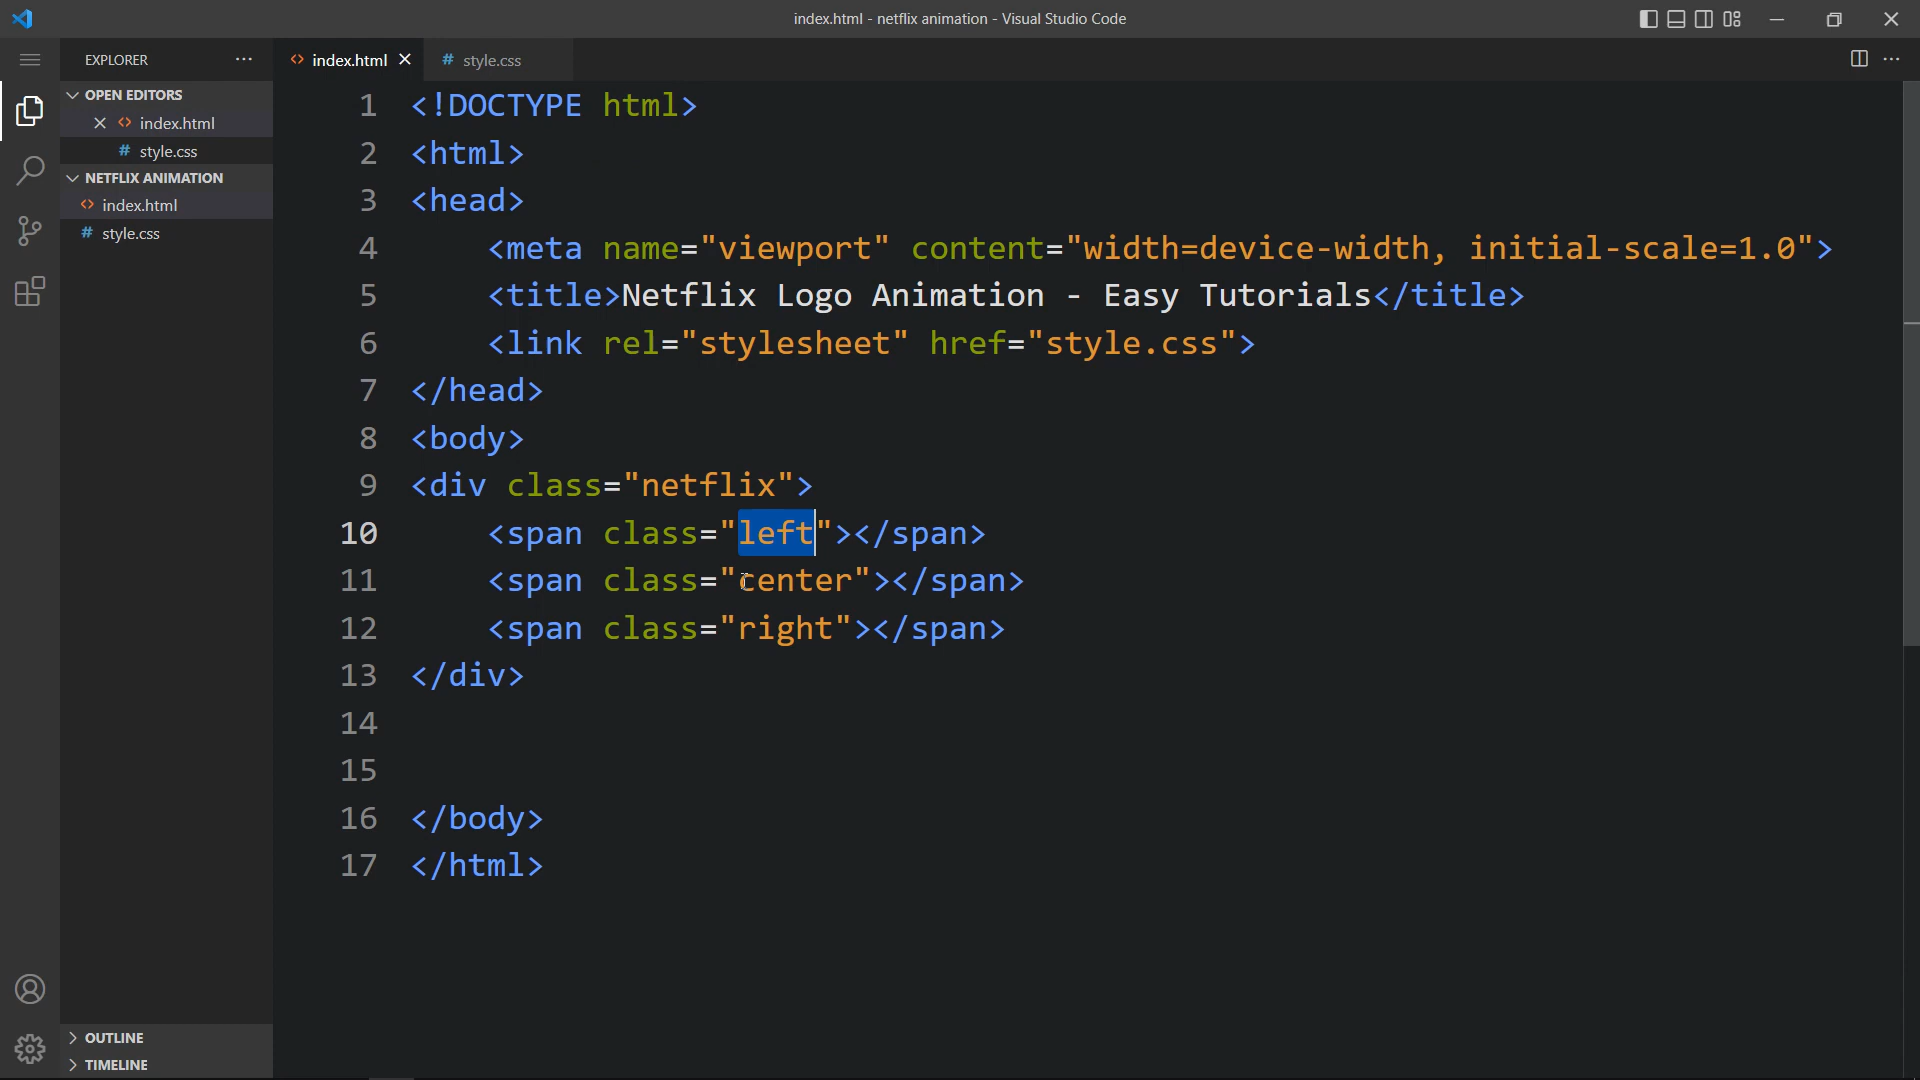 index.html - netflix animation - Visual Studio Code
EXPLORER
OPEN EDITORS
index.html
style.css
NETFLIX ANIMATION
index.html
style.css
OUTLINE
TIMELINE
index.html
style.css
1 <!DOCTYPE html>
2 <html>
3 <head>
4 <meta name="viewport" content="width=device-width, initial-scale=1.0">
5 <title>Netflix Logo Animation - Easy Tutorials</title>
6 <link rel="stylesheet" href="style.css">
7 </head>
8 <body>
9 <div class="netflix">
10 <span class="left"></span>
11 <span class="center"></span>
12 <span class="right"></span>
13 </div>
14
15
16 </body>
17 </html>